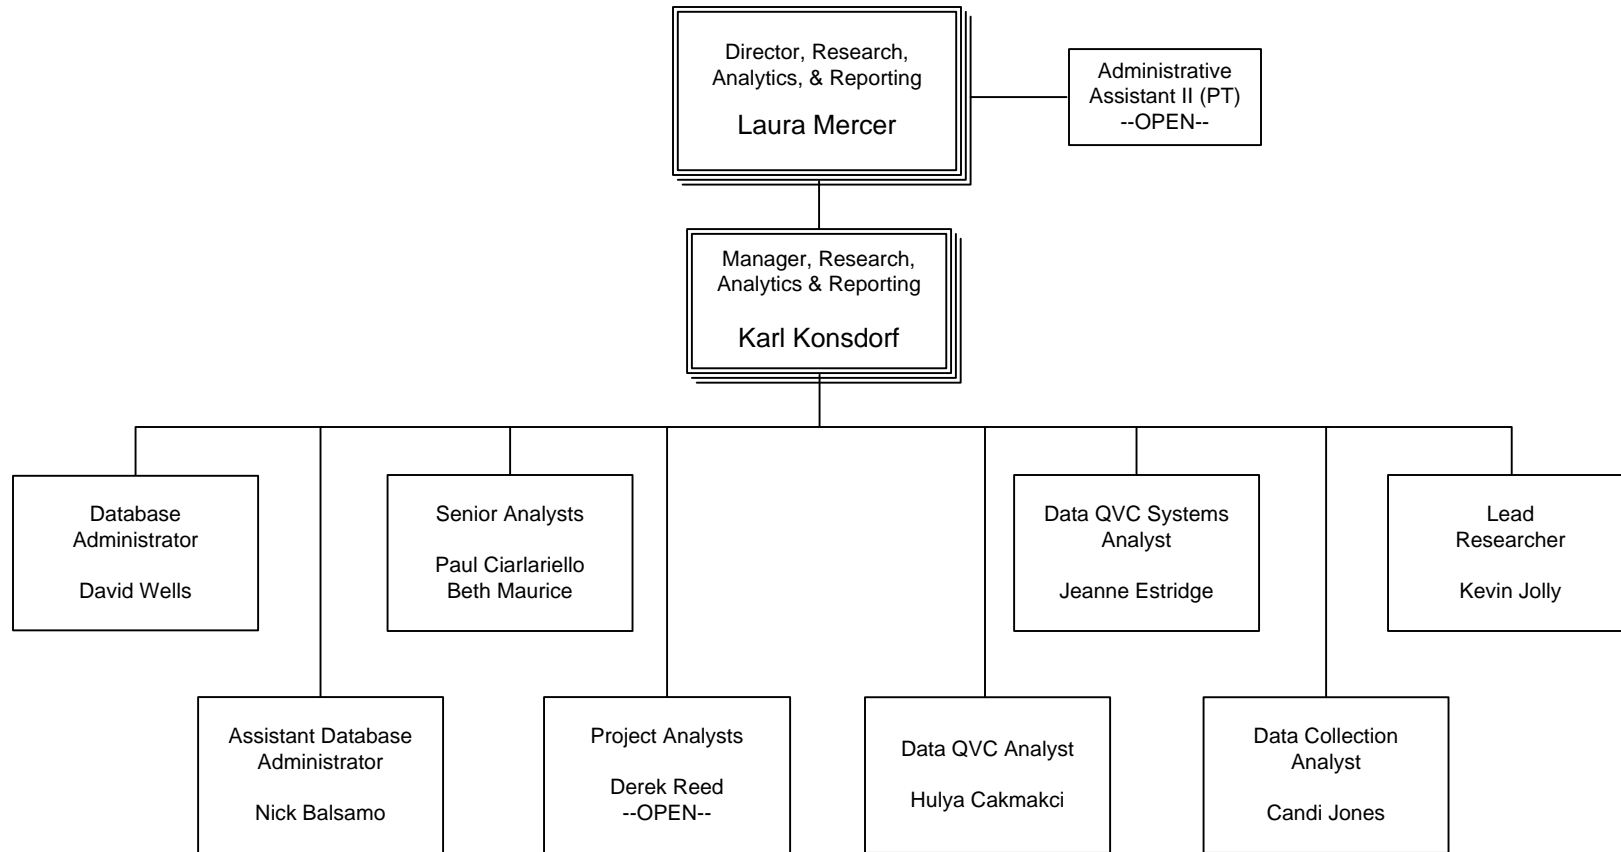 Director, Research,
Analytics, & Reporting
Laura Mercer
Administrative
Assistant II (PT)
--OPEN--
Manager, Research,
Analytics & Reporting
Karl Konsdorf
Database
Administrator
David Wells
Senior Analysts
Paul Ciarlariello
Beth Maurice
Data QVC Systems
Analyst
Jeanne Estridge
Lead
Researcher
Kevin Jolly
Assistant Database
Administrator
Nick Balsamo
Project Analysts
Derek Reed
--OPEN--
Data QVC Analyst
Hulya Cakmakci
Data Collection
Analyst
Candi Jones